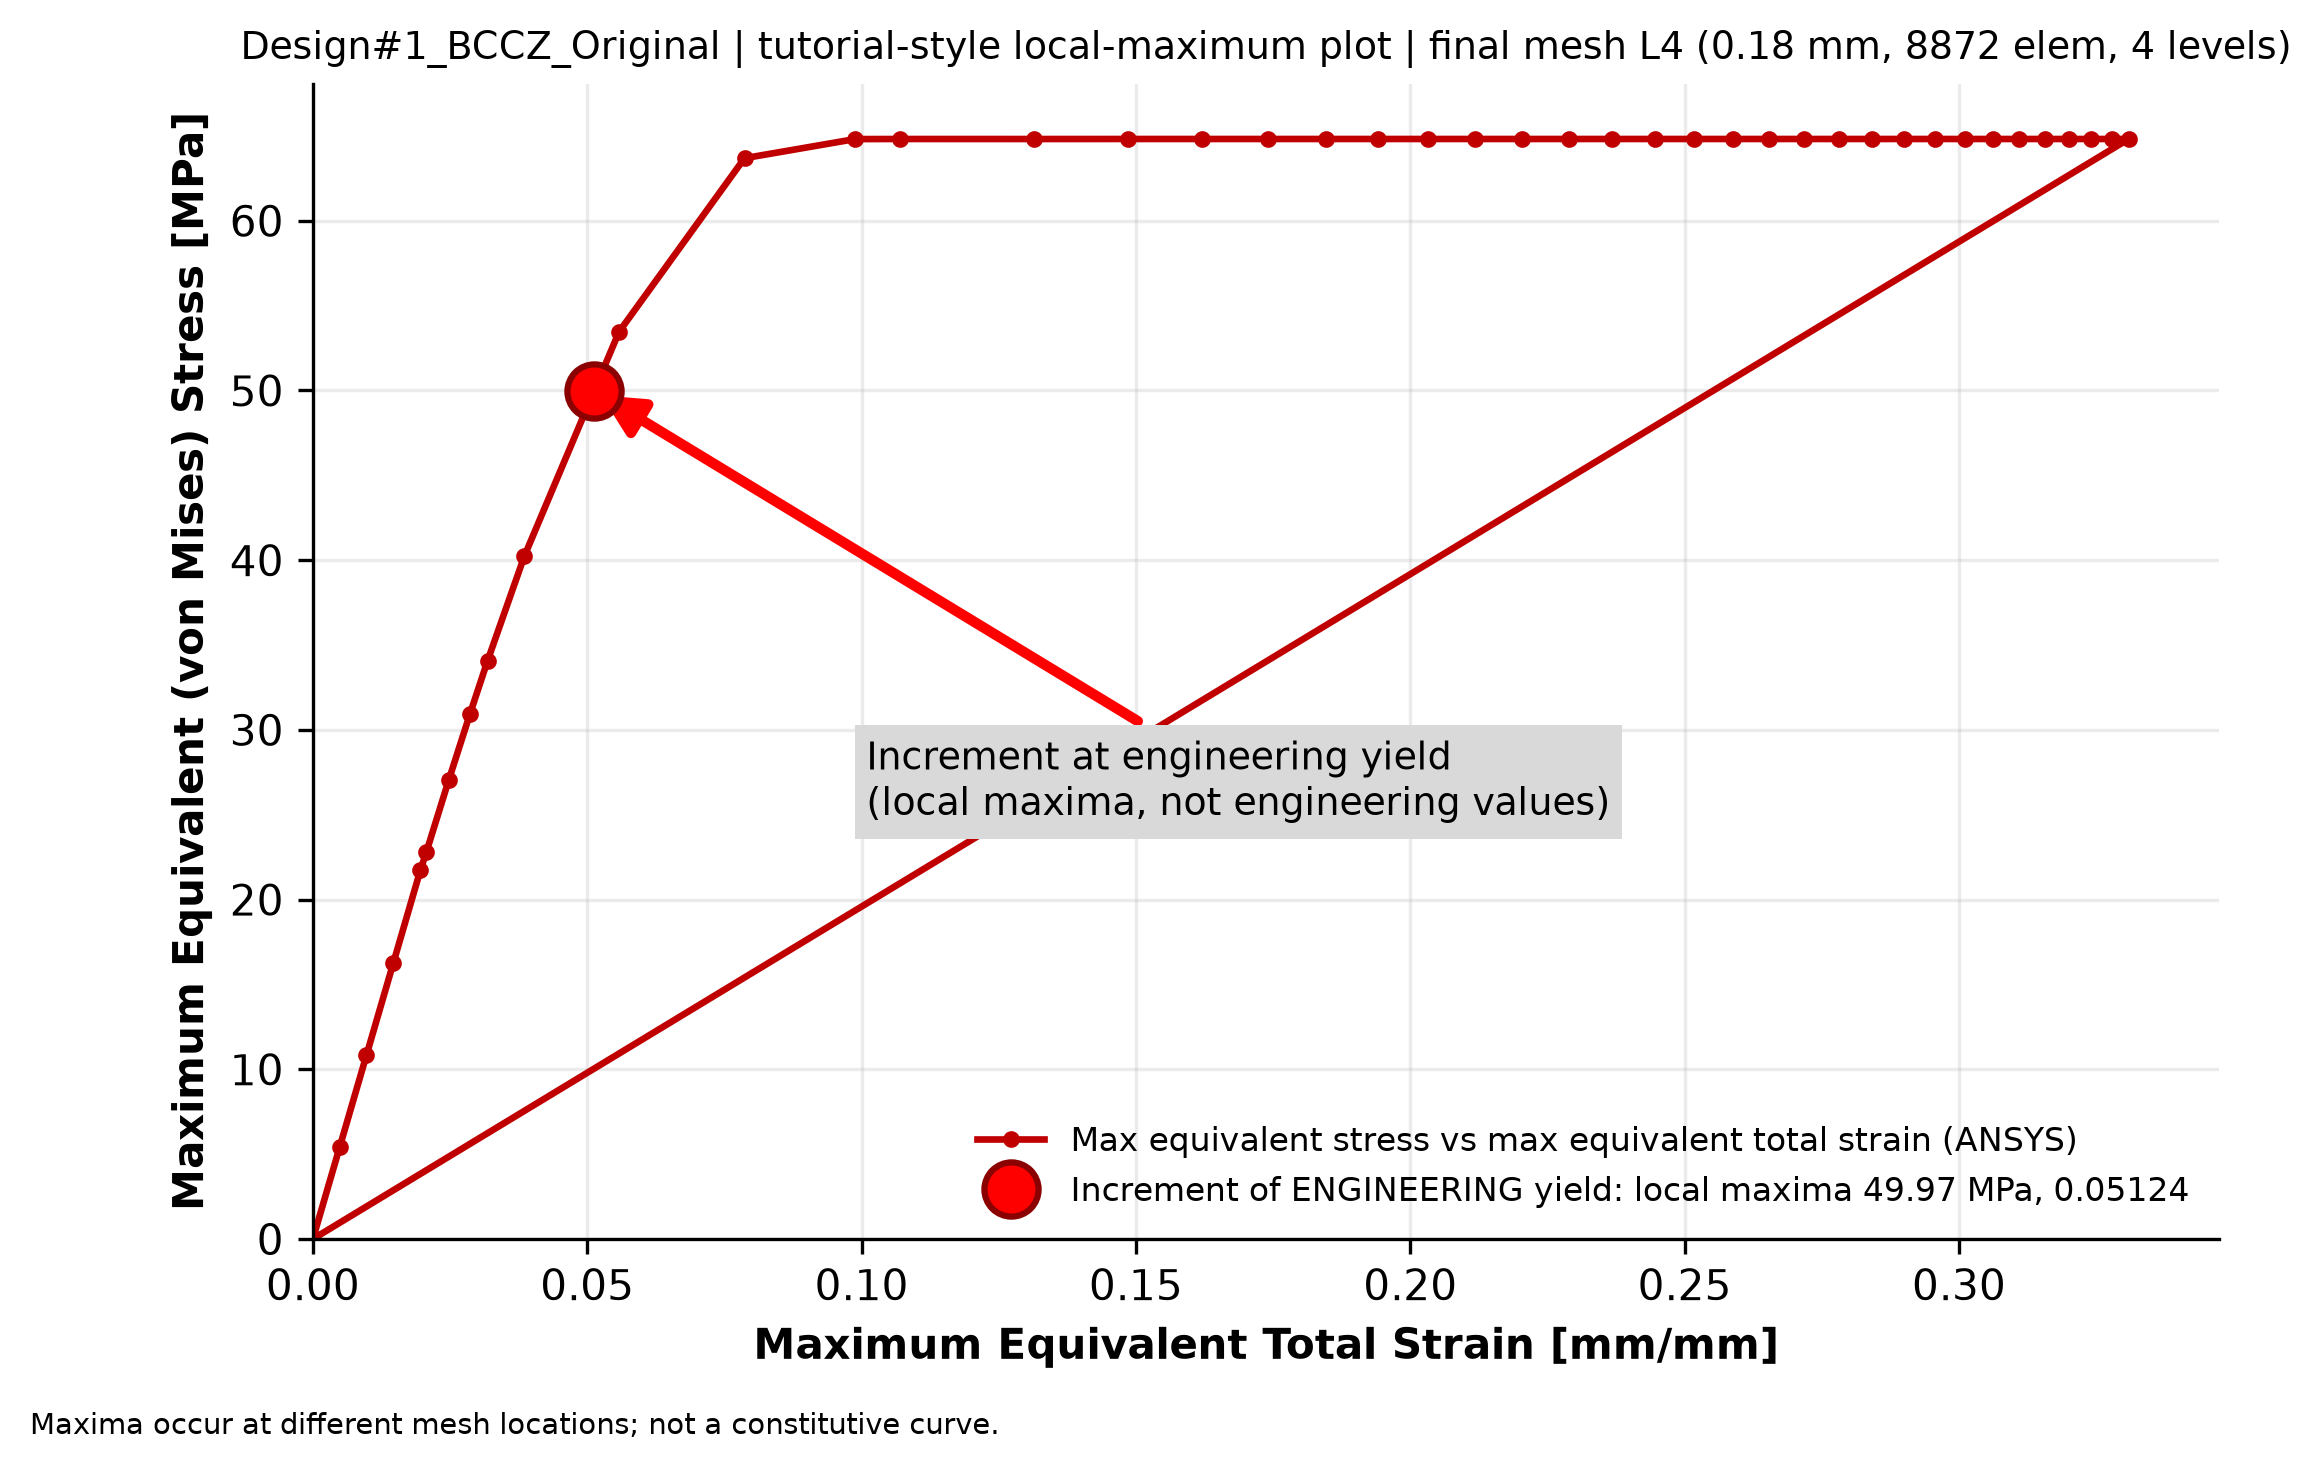 Design#1_BCCZ_Original | tutorial-style local-maximum plot | final mesh L4 (0.18 mm, 8872 elem, 4 levels)
Maximum Equivalent (von Mises) Stress [MPa]
60
50
40
30
20
10
0
Increment at engineering yield
(local maxima, not engineering values)
Max equivalent stress vs max equivalent total strain (ANSYS)
Increment of ENGINEERING yield: local maxima 49.97 MPa, 0.05124
0.00 0.05 0.10 0.15 0.20 0.25 0.30
Maximum Equivalent Total Strain [mm/mm]
Maxima occur at different mesh locations; not a constitutive curve.